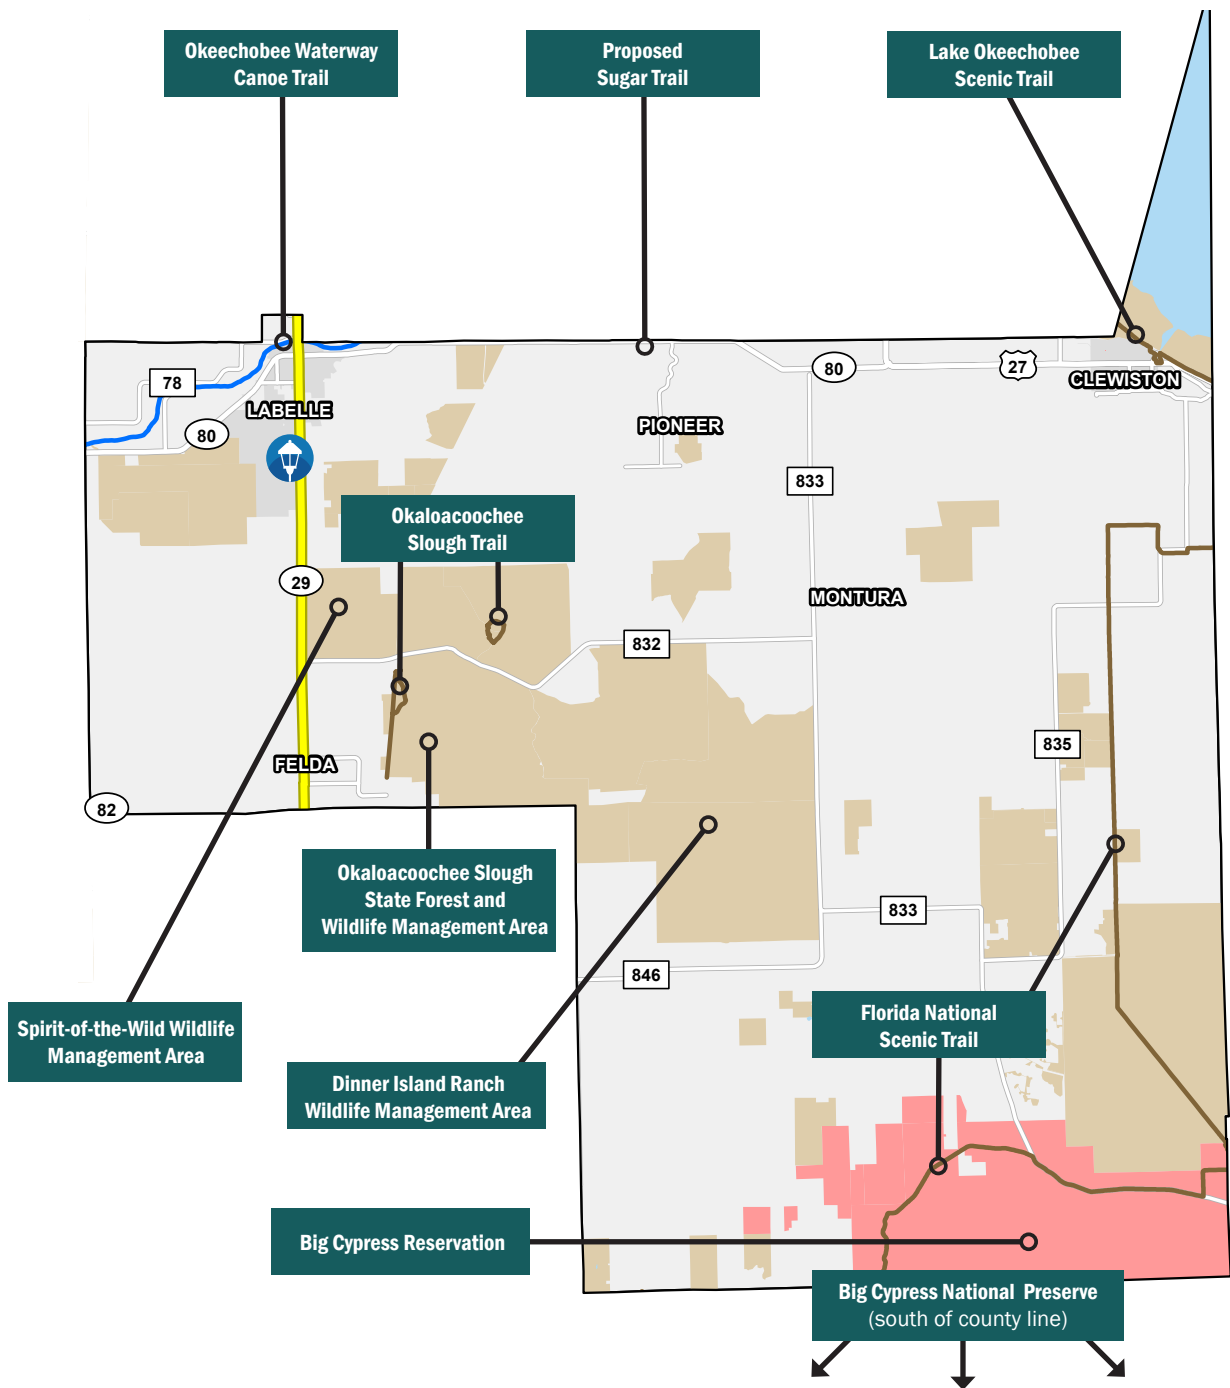 Okeechobee Waterway
Canoe Trail
Proposed
Sugar Trail
Lake Okeechobee
Scenic Trail
78
80
27
CLEWISTON
LABELLE
80
PIONEER
833
Okaloacoochee
Slough Trail
29
MONTURA
832
835
FELDA
82
Okaloacoochee Slough
State Forest and
Wildlife Management Area
833
846
Spirit-of-the-Wild Wildlife
Management Area
Florida National
Scenic Trail
Dinner Island Ranch
Wildlife Management Area
Big Cypress Reservation
Big Cypress National Preserve
(south of county line)